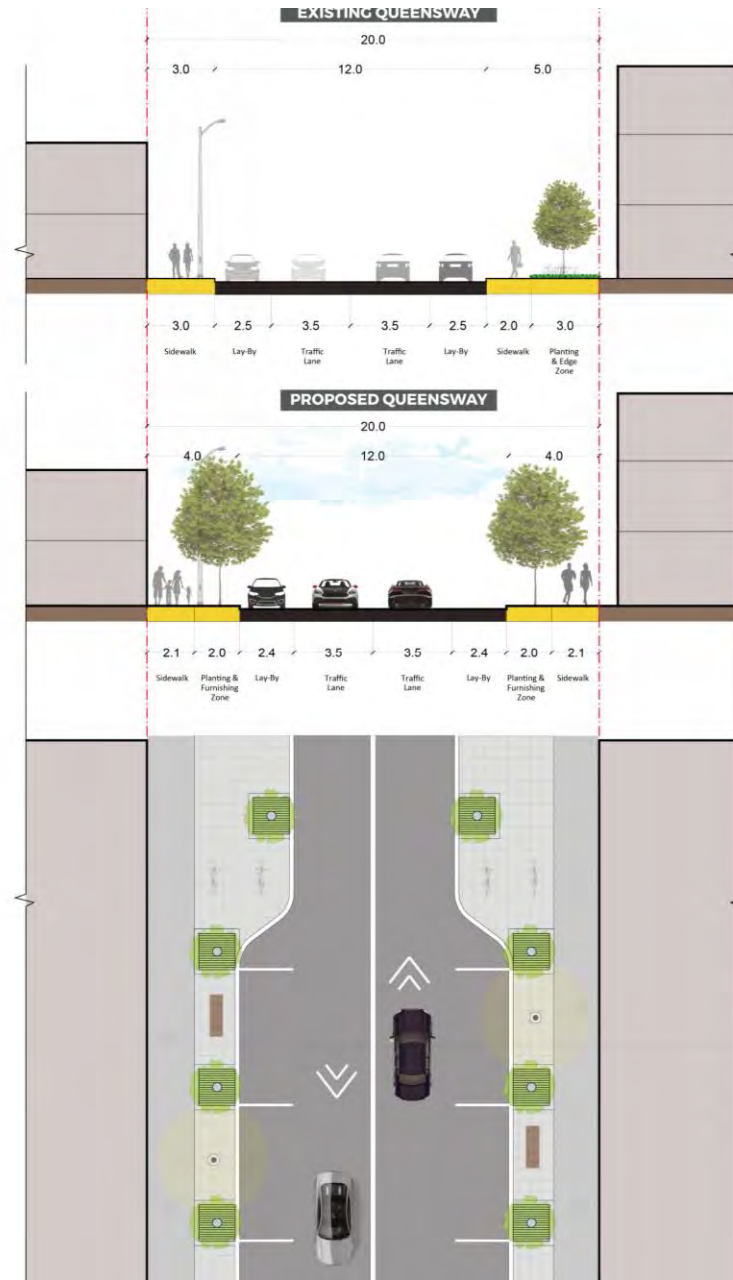 EXISTING QUEENSWAY
20.0
3.0 12.0 5.0
3.0 2.5 3.5 3.5 2.5 2.0 3.0
Sidewalk Lay-By Traffic Lane Traffic Lane Lay-By Sidewalk Planting & Edge Zone
PROPOSED QUEENSWAY
20.0
4.0 12.0 4.0
2.1 2.0 2.4 3.5 3.5 2.4 2.0 2.1
Sidewalk Planting & Furnishing Zone Lay-By Traffic Lane Traffic Lane Lay-By Planting & Furnishing Zone Sidewalk